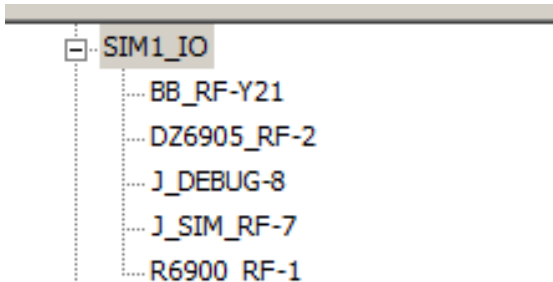 SIM1_IO
BB_RF-Y21
DZ6905_RF-2
J_DEBUG-8
J_SIM_RF-7
R6900_RF-1